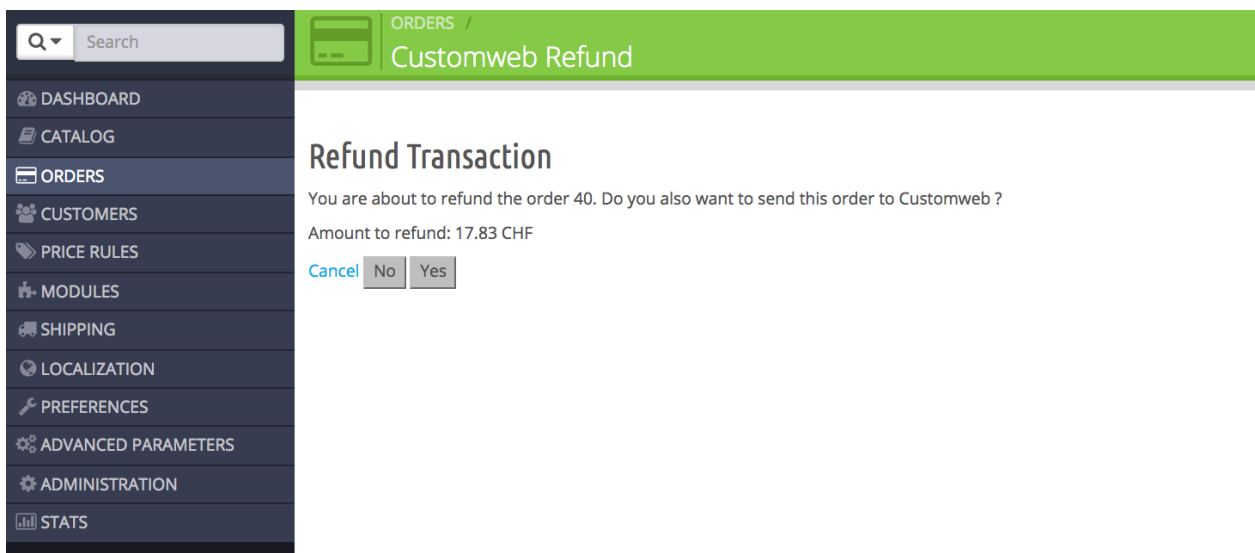 Search
DASHBOARD
CATALOG
ORDERS
CUSTOMERS
PRICE RULES
MODULES
SHIPPING
LOCALIZATION
PREFERENCES
ADVANCED PARAMETERS
ADMINISTRATION
STATS
ORDERS /
Customweb Refund
Refund Transaction
You are about to refund the order 40. Do you also want to send this order to Customweb ?
Amount to refund: 17.83 CHF
Cancel No Yes